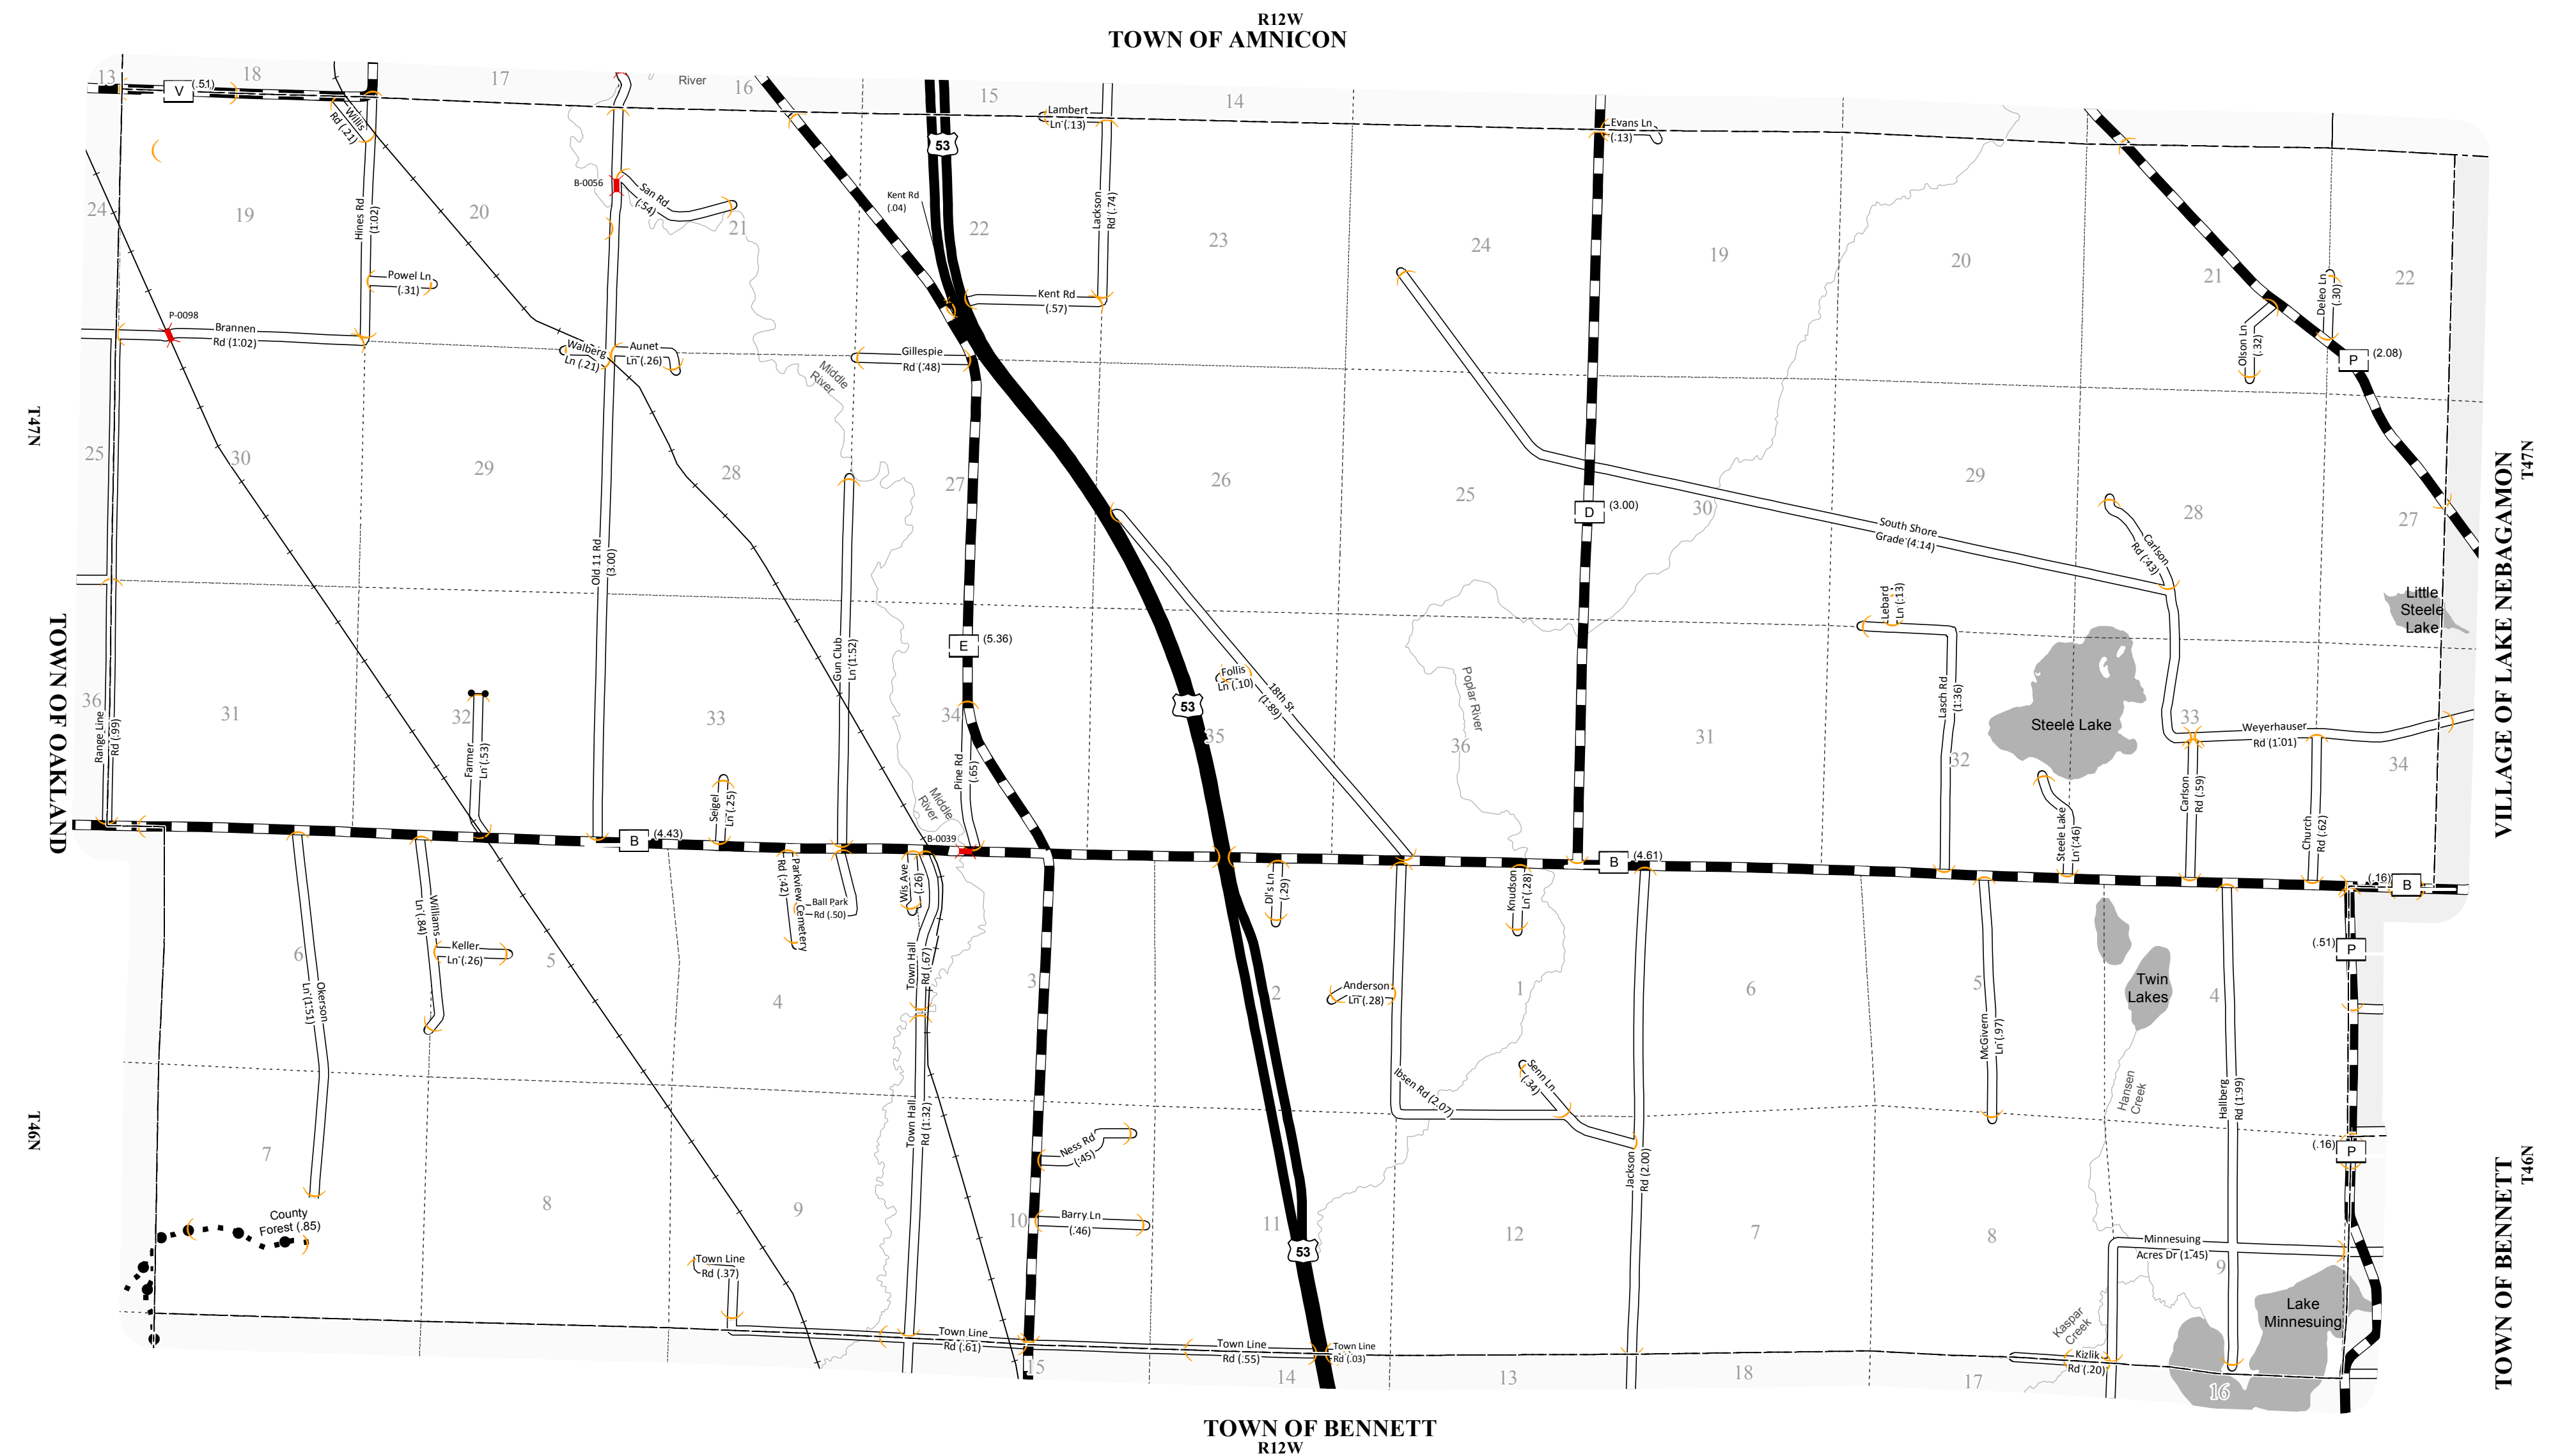 R12W
TOWN OF AMNICON
13
18
17
River
16
15
14
V
(.51)
Willis
Rd (.21)
53
Lambert
Ln (.13)
Evans Ln
(.13)
24
19
Hines Rd
(1.02)
20
B-0056
San Rd
(.54)
21
Kent Rd
(.04)
22
Lackson
Rd (.74)
23
24
19
20
21
Deleo Ln
(.30)
22
Powel Ln
(.31)
Kent Rd
(.57)
P-0098
Brannen
Rd (1.02)
Walberg
Ln (.21)
Aunet
Ln (.26)
Middle
River
Gillespie
Rd (.48)
Olson Ln
(.32)
P
(2.08)
T47N
T47N
25
30
29
28
27
26
25
D
(3.00)
30
29
28
27
South Shore
Grade (4.14)
Carlson
Rd (.43)
Old 11 Rd
(3.00)
Gun Club
Ln (1.52)
E
(5.36)
Lebard
Ln (.13)
Little
Steele
Lake
TOWN OF OAKLAND
VILLAGE OF LAKE NEBAGAMON
36
Range Line
Rd (.99)
31
32
Farmer
Ln (.53)
33
34
Pine Rd
(.65)
53
35
Follis
Ln (.10)
18th St
(1.89)
Poplar River
36
31
Lasch Rd
(1.36)
32
Steele Lake
33
Weyerhauser
Rd (1.01)
34
Seigel
Ln (.25)
Middle
River
Carlson
Rd (.59)
Steele Lake
Ln (.46)
Church
Rd (.62)
B
(4.43)
B-0039
B
(4.61)
(.16)
B
Parkview Cemetery
Rd (.42)
Ball Park
Rd (.50)
Wis Ave
(.26)
Dl's Ln
(.29)
Knudson
Ln (.28)
Williams
Ln (.84)
Keller
Ln (.26)
6
Okerson
Ln (1.51)
5
4
Town Hall
Rd (.67)
3
2
Anderson
Ln (.28)
1
6
5
McGivern
Ln (.97)
Twin
Lakes
4
(.51)
P
Hansen
Creek
Hallberg
Rd (1.99)
Ibsen Rd (2.07)
Senn Ln
(.34)
Town Hall
Rd (1.32)
Ness Rd
(.45)
Jackson
Rd (2.00)
(.16)
P
T46N
T46N
7
8
9
10
Barry Ln
(.46)
11
12
7
8
9
County
Forest (.85)
53
Minnesuing
Acres Dr (1.45)
Town Line
Rd (.37)
Lake
Minnesuing
Kaspar
Creek
Town Line
Rd (.61)
Town Line
Rd (.55)
Town Line
Rd (.03)
Kizlik
Rd (.20)
15
14
13
18
17
16
TOWN OF BENNETT
TOWN OF BENNETT
R12W